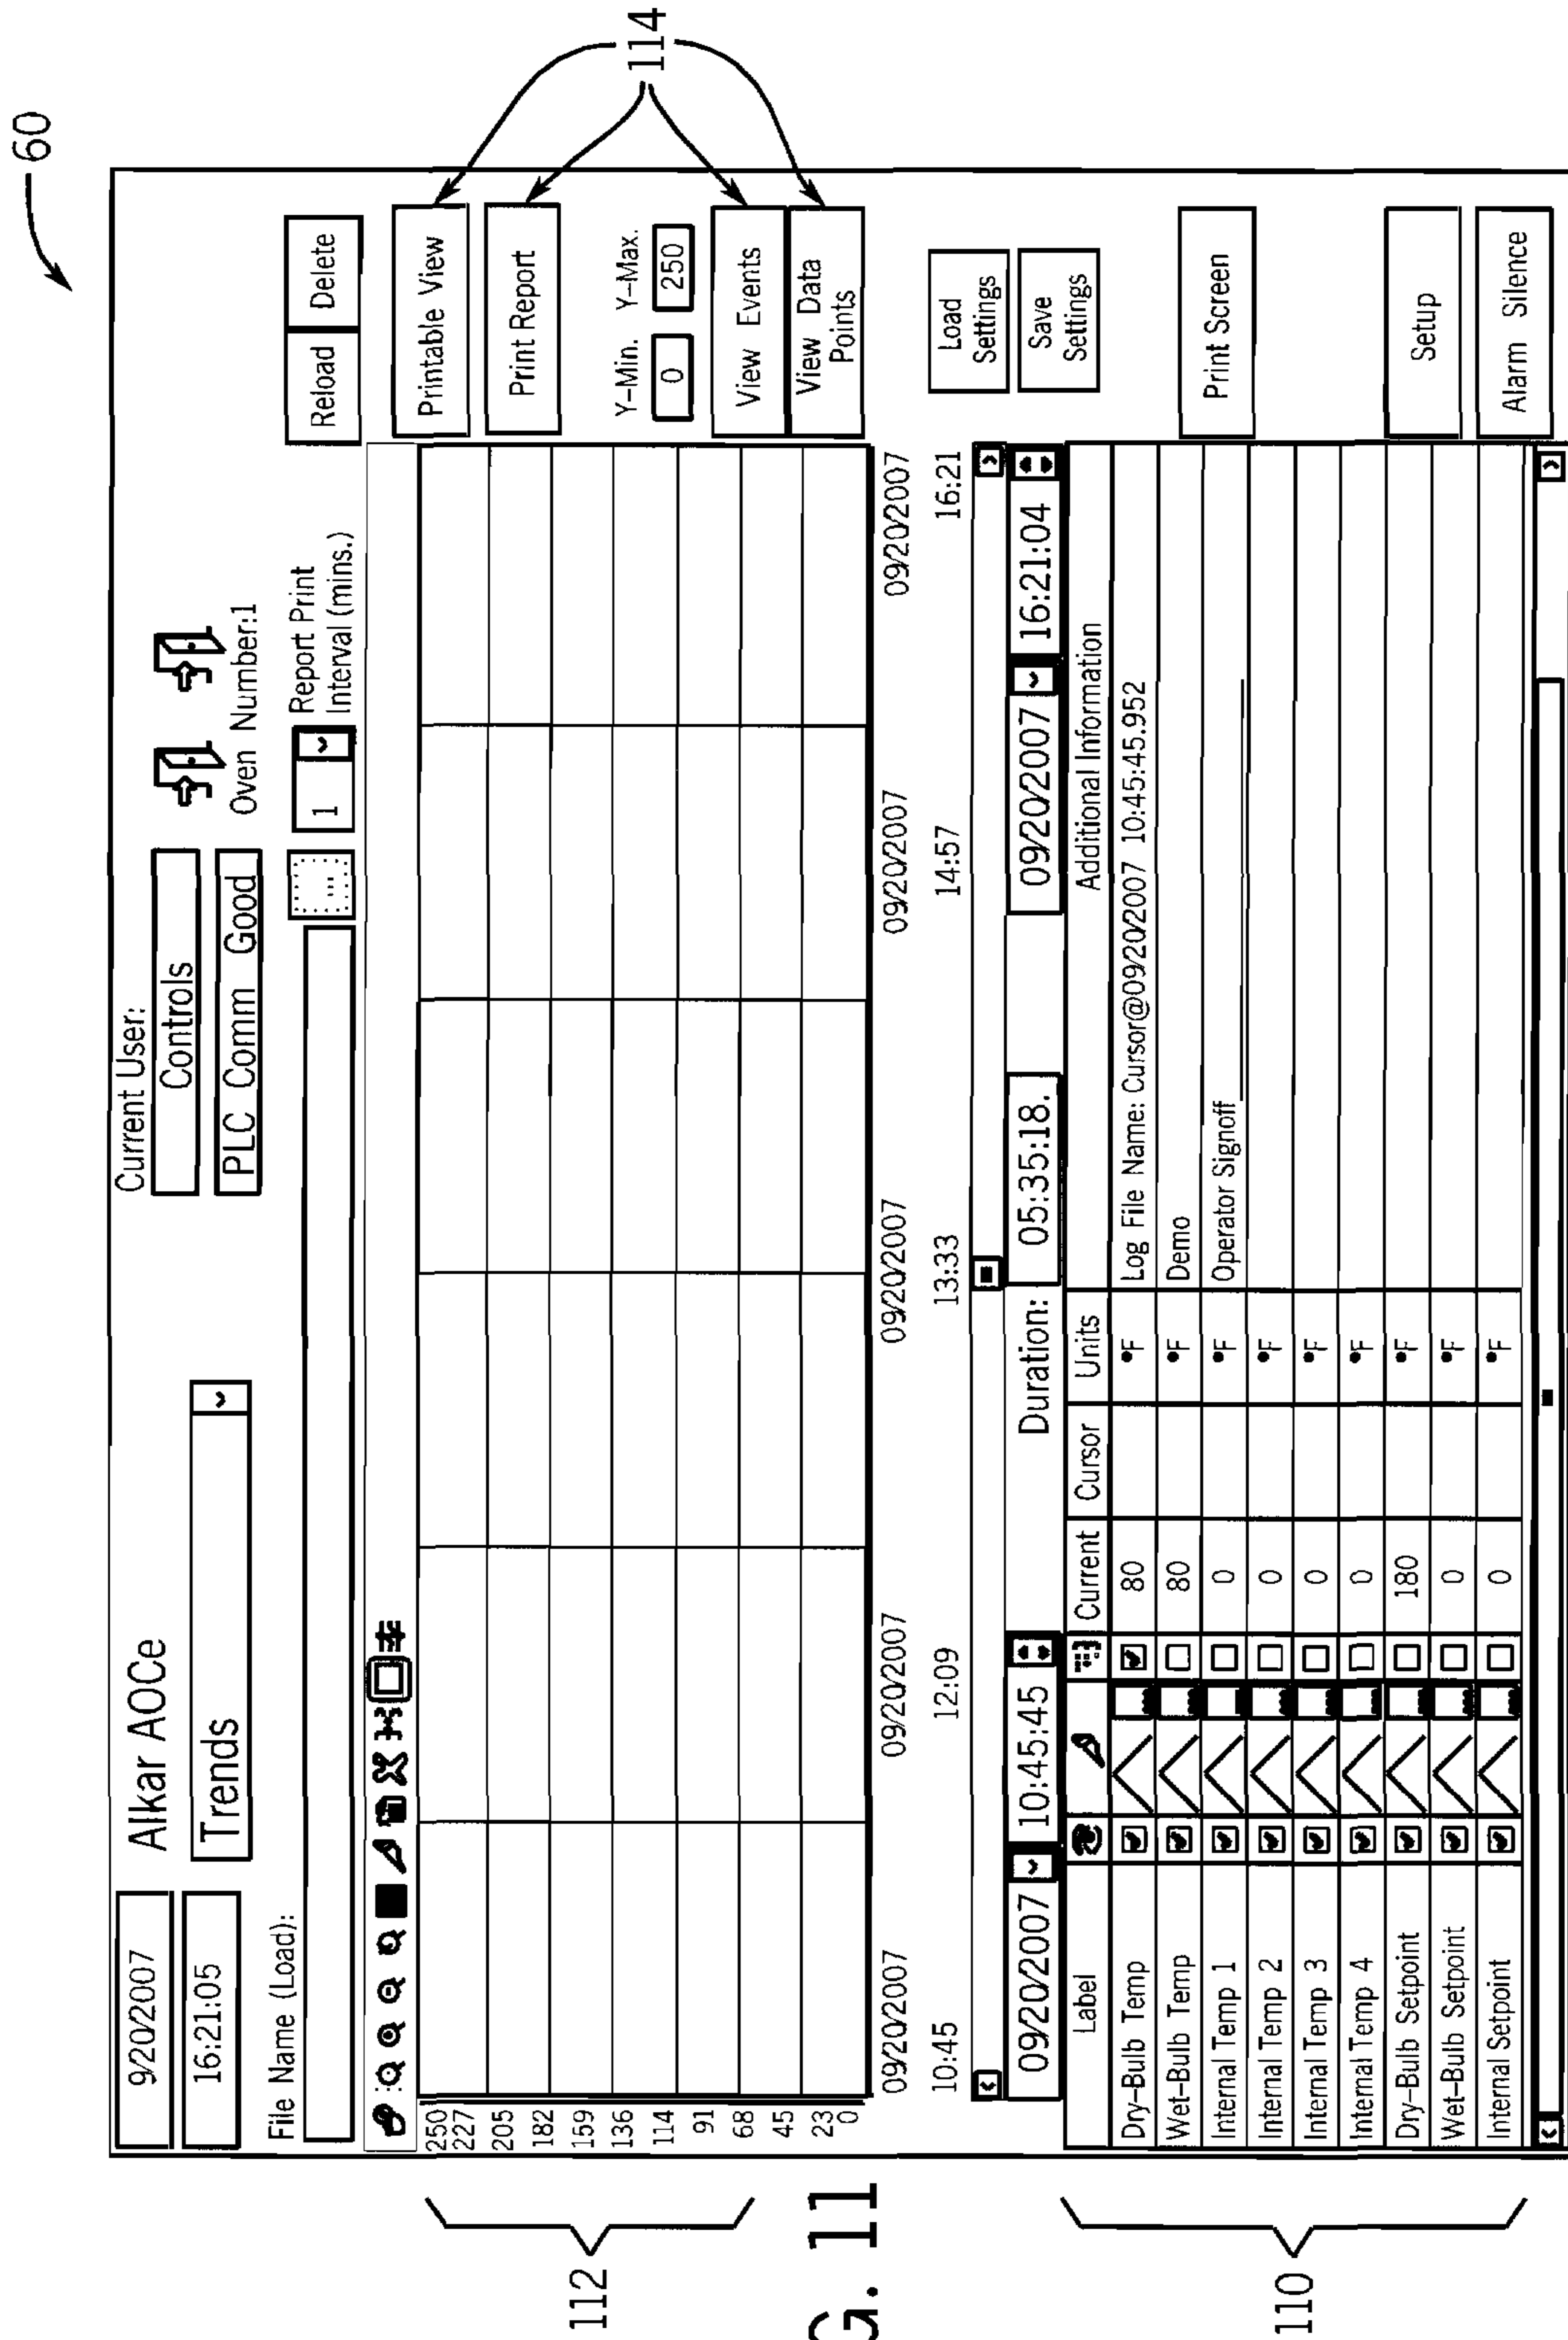 60
9/20/2007
Alkar AOCe
Current User:
Controls
16:21:05
Trends
PLC Comm Good
Oven Number:1
File Name (Load):
...
1
Report Print
Interval (mins.)
Reload
Delete
250
227
205
182
159
136
114
91
68
45
23
0
Printable View
Print Report
Y-Min.
Y-Max.
0
250
View Events
View Data
Points
114
112
09/20/2007
09/20/2007
09/20/2007
09/20/2007
09/20/2007
10:45
12:09
13:33
14:57
16:21
Load
Settings
Save
Settings
09/20/2007
10:45:45
Duration:
05:35:18.
09/20/2007
16:21:04
Label
Current
Cursor
Units
Additional Information
Dry-Bulb Temp
80
°F
Log File Name: Cursor@09/20/2007 10:45:45.952
Wet-Bulb Temp
80
°F
Demo
Internal Temp 1
0
°F
Operator Signoff
Internal Temp 2
0
°F
Internal Temp 3
0
°F
Internal Temp 4
0
°F
Dry-Bulb Setpoint
180
°F
Wet-Bulb Setpoint
0
°F
Internal Setpoint
0
°F
Print Screen
Setup
Alarm Silence
110
G. 11